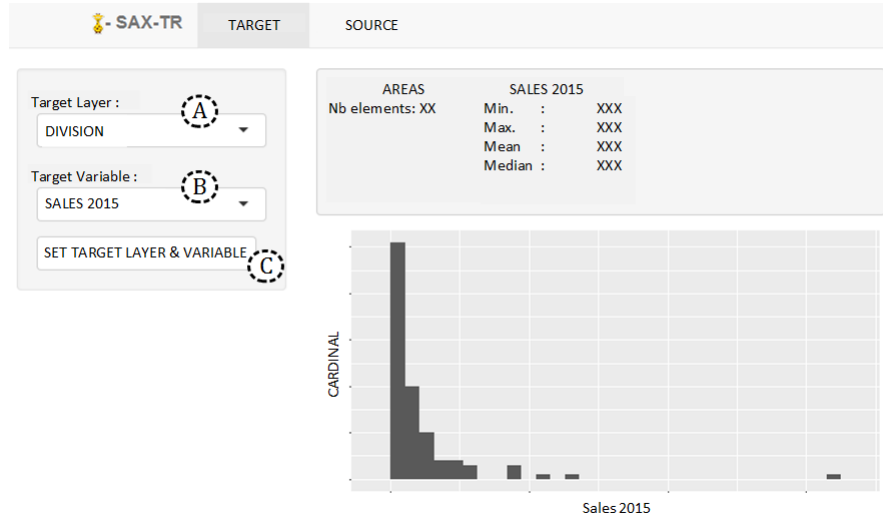 - SAX-TR TARGET SOURCE
Target Layer :
A
DIVISION
Target Variable :
B
SALES 2015
SET TARGET LAYER & VARIABLE
C
AREAS SALES 2015
Nb elements: XX Min. : XXX
Max. : XXX
Mean : XXX
Median : XXX
CARDINAL
Sales 2015